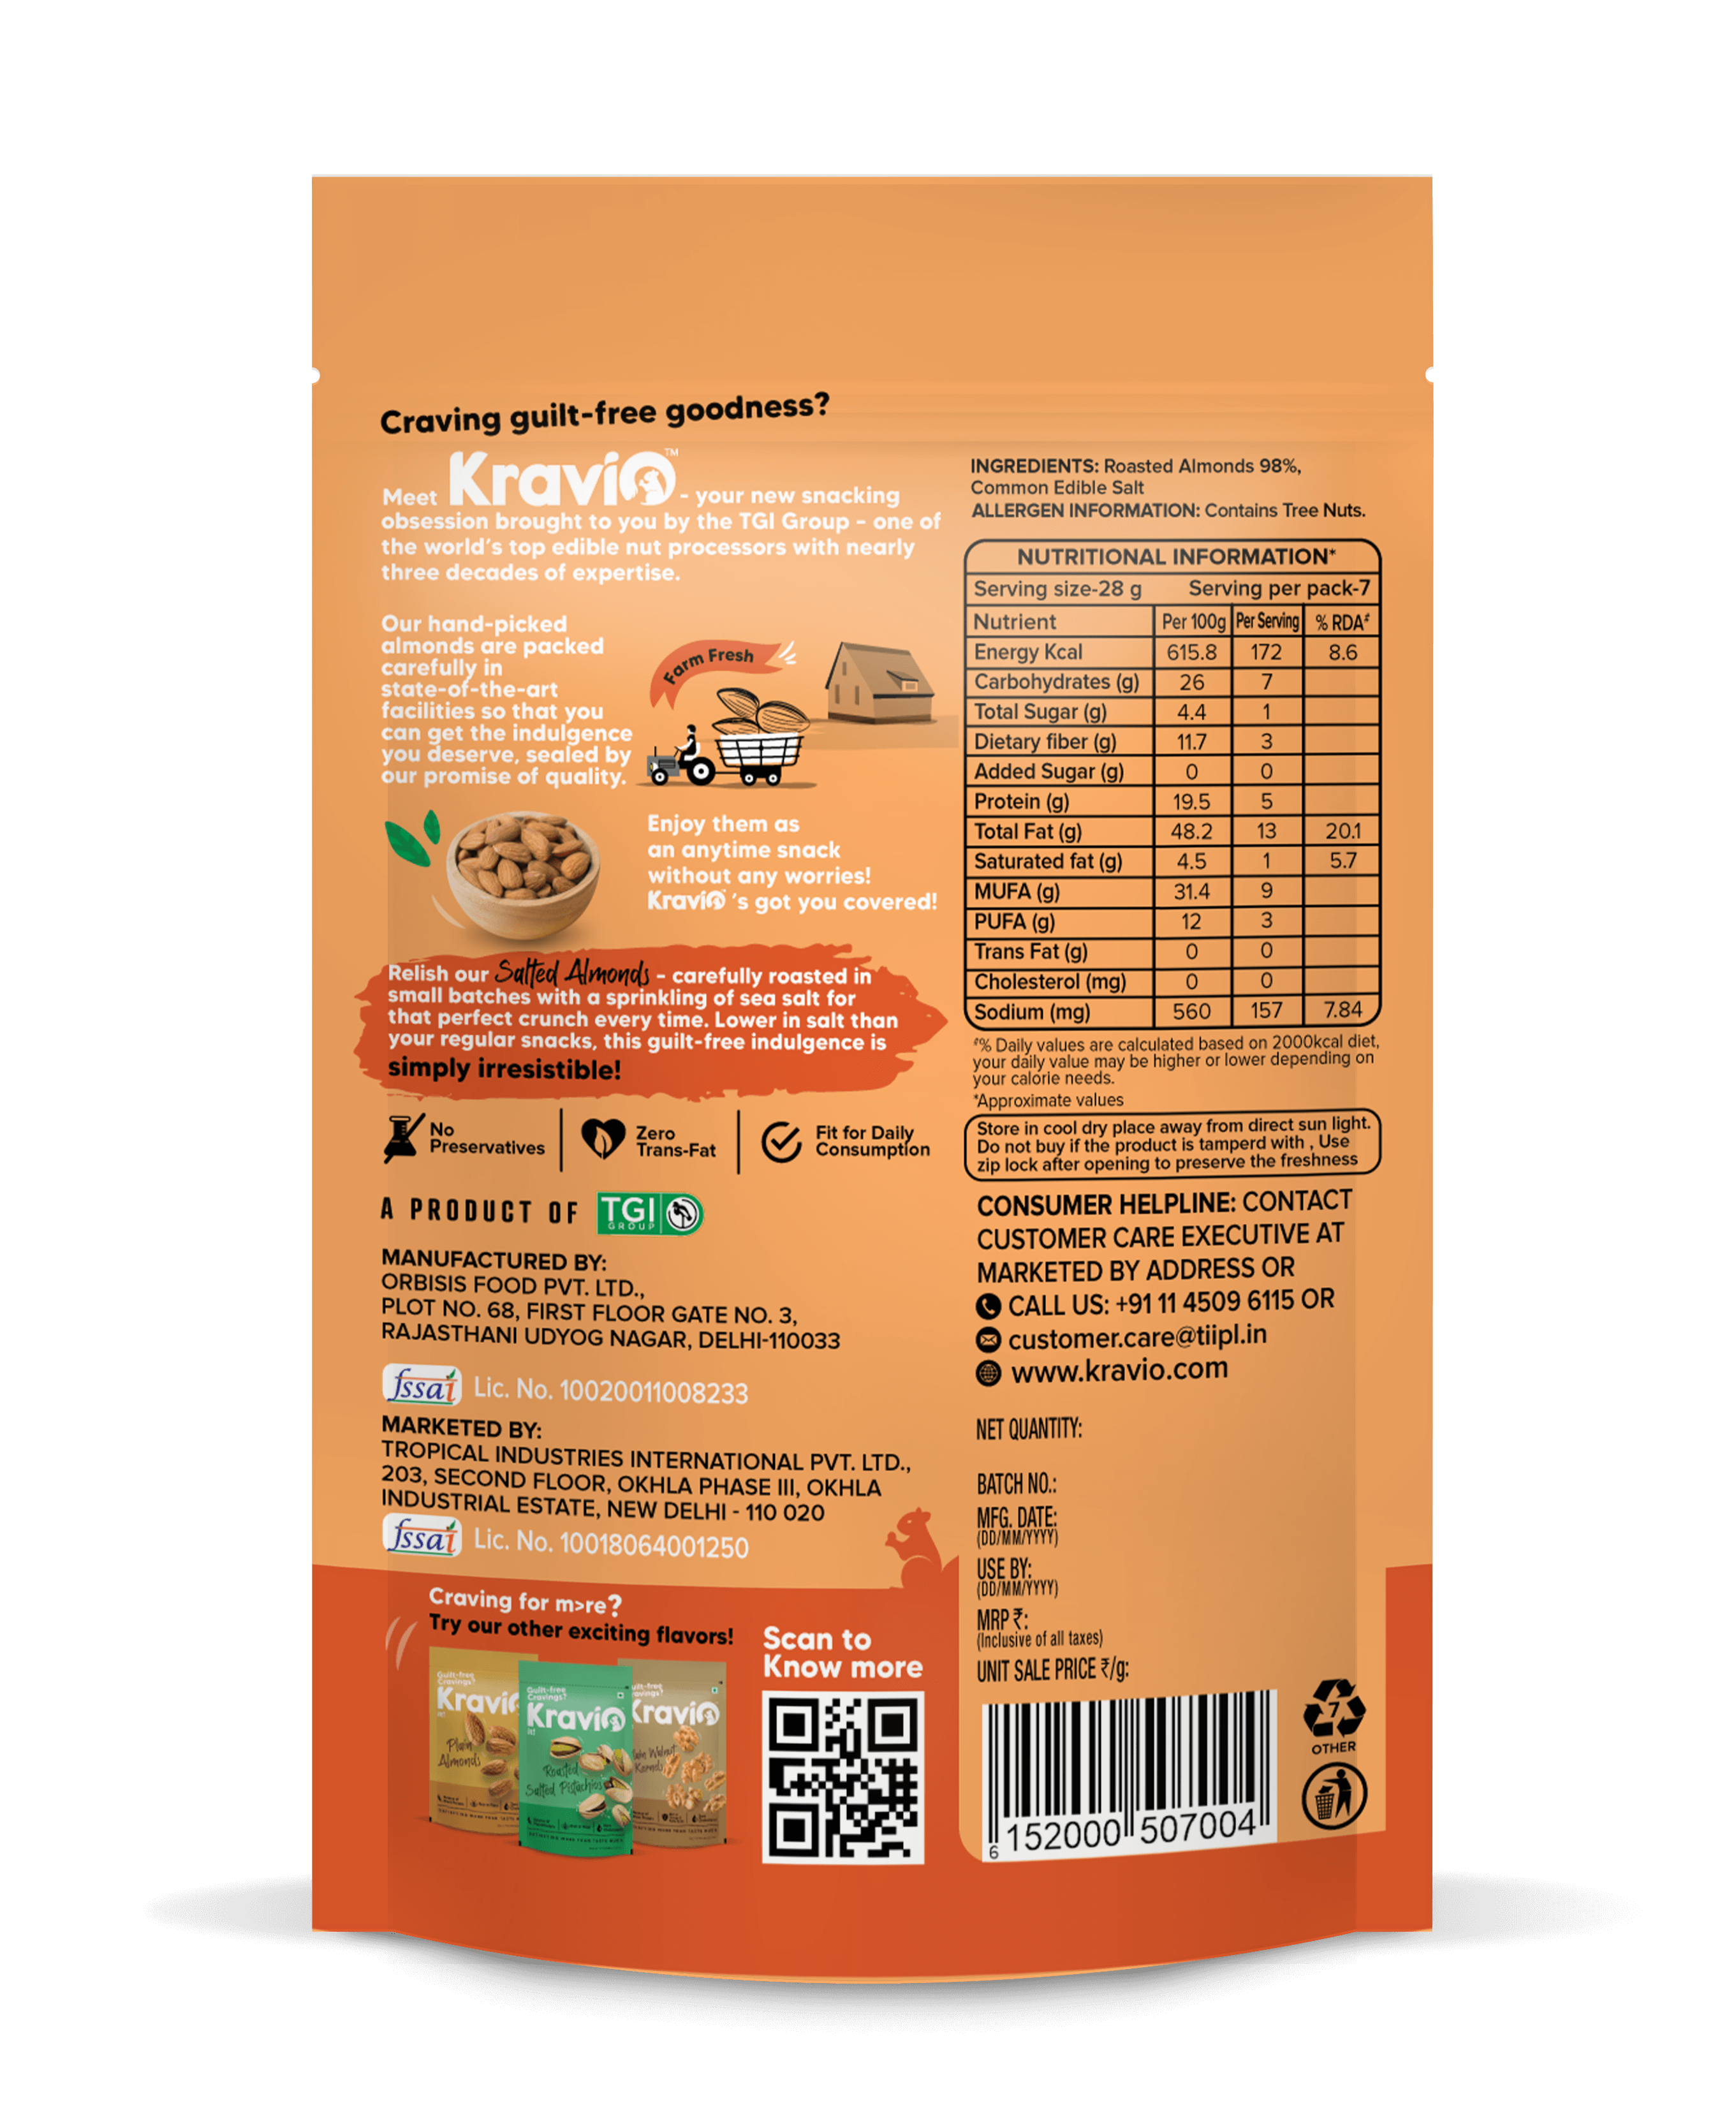 Craving guilt-free goodness?
Meet Kravio™ - your new snacking
obsession brought to you by the TGI Group - one of
the world's top edible nut processors with nearly
three decades of expertise.
Our hand-picked
almonds are packed
carefully in
state-of-the-art
facilities so that you
can get the indulgence
you deserve, sealed by
our promise of quality.
Farm Fresh
Enjoy them as
an anytime snack
without any worries!
Kravio 's got you covered!
Relish our Salted Almonds - carefully roasted in
small batches with a sprinkling of sea salt for
that perfect crunch every time. Lower in salt than
your regular snacks, this guilt-free indulgence is
simply irresistible!
No
Preservatives
Zero
Trans-Fat
Fit for Daily
Consumption
A PRODUCT OF TGI
GROUP
MANUFACTURED BY:
ORBISIS FOOD PVT. LTD.,
PLOT NO. 68, FIRST FLOOR GATE NO. 3,
RAJASTHANI UDYOG NAGAR, DELHI-110033
fssai Lic. No. 10020011008233
MARKETED BY:
TROPICAL INDUSTRIES INTERNATIONAL PVT. LTD.,
203, SECOND FLOOR, OKHLA PHASE III, OKHLA
INDUSTRIAL ESTATE, NEW DELHI - 110 020
fssai Lic. No. 10018064001250
Craving for m>re?
Try our other exciting flavors!
Guilt-free
Cravings?
Kravio
it!
Plain
Almonds
Guilt-free
Cravings?
Kravio
it!
Roasted
Salted Pistachios
Kravio
Walnut
Kernels
Scan to
Know more
INGREDIENTS: Roasted Almonds 98%,
Common Edible Salt
ALLERGEN INFORMATION: Contains Tree Nuts.
NUTRITIONAL INFORMATION*
Serving size-28 g Serving per pack-7
Nutrient Per 100g Per Serving % RDA#
Energy Kcal 615.8 172 8.6
Carbohydrates (g) 26 7
Total Sugar (g) 4.4 1
Dietary fiber (g) 11.7 3
Added Sugar (g) 0 0
Protein (g) 19.5 5
Total Fat (g) 48.2 13 20.1
Saturated fat (g) 4.5 1 5.7
MUFA (g) 31.4 9
PUFA (g) 12 3
Trans Fat (g) 0 0
Cholesterol (mg) 0 0
Sodium (mg) 560 157 7.84
#% Daily values are calculated based on 2000kcal diet,
your daily value may be higher or lower depending on
your calorie needs.
*Approximate values
Store in cool dry place away from direct sun light.
Do not buy if the product is tamperd with , Use
zip lock after opening to preserve the freshness
CONSUMER HELPLINE: CONTACT
CUSTOMER CARE EXECUTIVE AT
MARKETED BY ADDRESS OR
CALL US: +91 11 4509 6115 OR
customer.care@tiipl.in
www.kravio.com
NET QUANTITY:
BATCH NO.:
MFG. DATE:
(DD/MM/YYYY)
USE BY:
(DD/MM/YYYY)
MRP ₹:
(Inclusive of all taxes)
UNIT SALE PRICE ₹/g:
6 152000 507004
7
OTHER